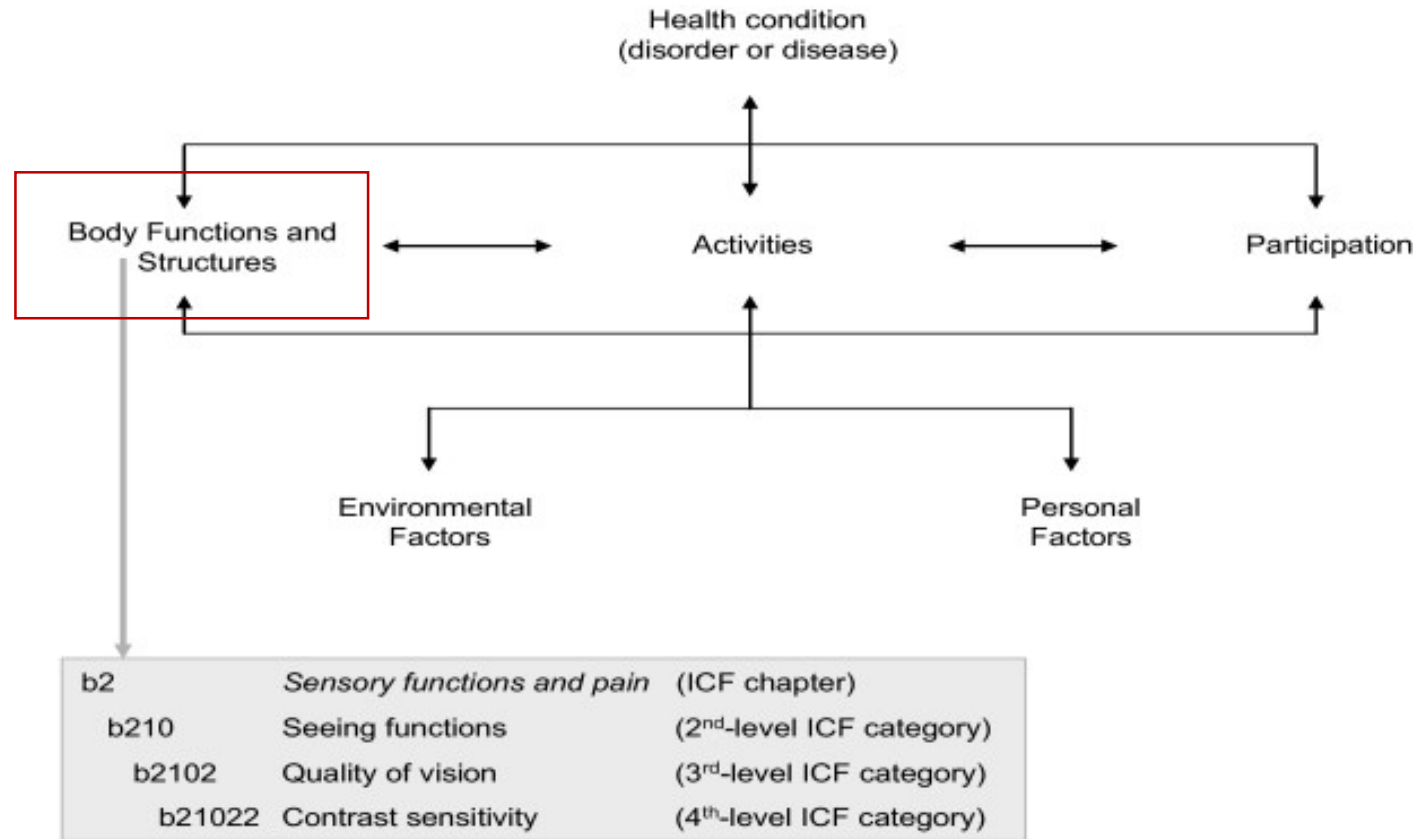 Health condition
(disorder or disease)
Body Functions and
Structures
Activities
Participation
Environmental
Factors
Personal
Factors
b2 Sensory functions and pain (ICF chapter)
b210 Seeing functions (2nd-level ICF category)
b2102 Quality of vision (3rd-level ICF category)
b21022 Contrast sensitivity (4th-level ICF category)